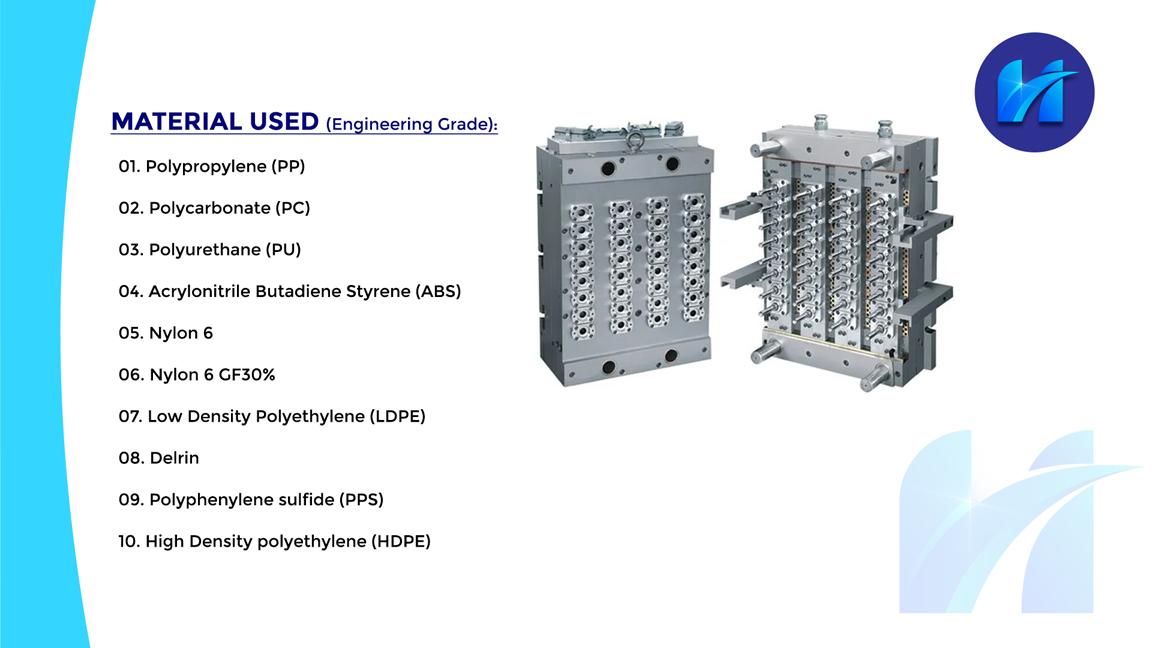 MATERIAL USED (Engineering Grade):
01. Polypropylene (PP)
02. Polycarbonate (PC)
03. Polyurethane (PU)
04. Acrylonitrile Butadiene Styrene (ABS)
05. Nylon 6
06. Nylon 6 GF30%
07. Low Density Polyethylene (LDPE)
08. Delrin
09. Polyphenylene sulfide (PPS)
10. High Density polyethylene (HDPE)